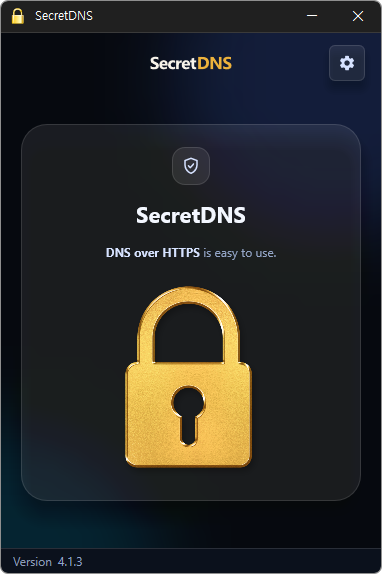 SecretDNS
SecretDNS
SecretDNS
DNS over HTTPS is easy to use.
Version 4.1.3